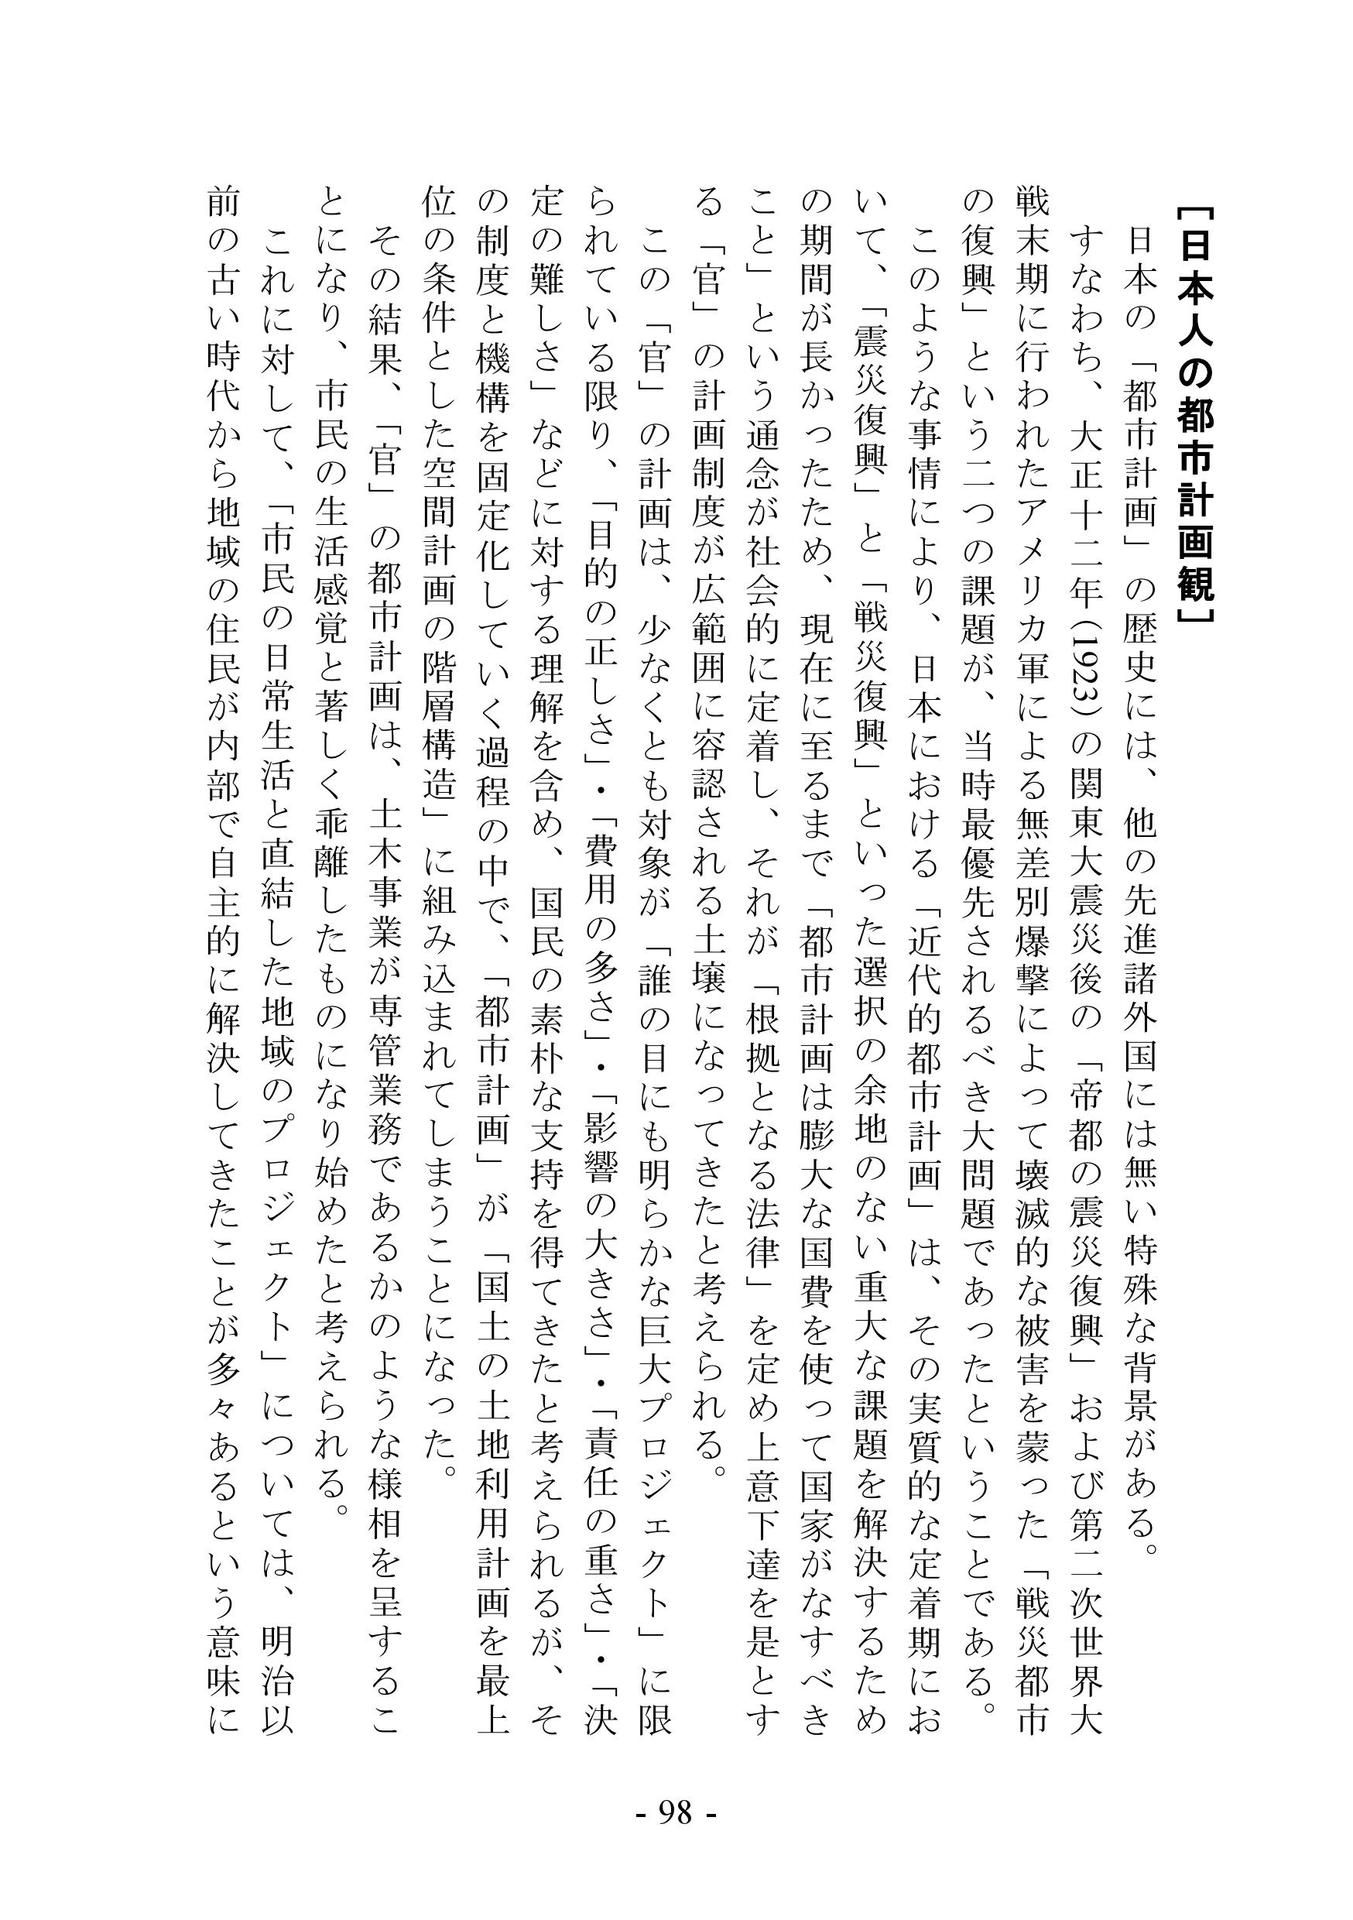 [日本人の都市計画観]
日本の「都市計画」の歴史には、他の先進諸外国には無い特殊な背景がある。
すなわち、大正十二年(1923)の関東大震災後の「帝都の震災復興」および第二次世界大
戦末期に行われたアメリカ軍による無差別爆撃によって壊滅的な被害を蒙った「戦災都市
の復興」という二つの課題が、当時最優先されるべき大問題であったということである。
このような事情により、日本における「近代的都市計画」は、その実質的な定着期にお
いて、「震災復興」と「戦災復興」といった選択の余地のない重大な課題を解決するため
の期間が長かったため、現在に至るまで「都市計画は膨大な国費を使って国家がなすべき
こと」という通念が社会的に定着し、それが「根拠となる法律」を定め上意下達を是とす
る「官」の計画制度が広範囲に容認される土壌になってきたと考えられる。
この「官」の計画は、少なくとも対象が「誰の目にも明らかな巨大プロジェクト」に限
られている限り、「目的の正しさ」・「費用の多さ」・「影響の大きさ」・「責任の重さ」・「決
定の難しさ」などに対する理解を含め、国民の素朴な支持を得てきたと考えられるが、そ
の制度と機構を固定化していく過程の中で、「都市計画」が「国土の土地利用計画を最上
位の条件とした空間計画の階層構造」に組み込まれてしまうことになった。
その結果、「官」の都市計画は、土木事業が専管業務であるかのような様相を呈するこ
とになり、市民の生活感覚と著しく乖離したものになり始めたと考えられる。
これに対して、「市民の日常生活と直結した地域のプロジェクト」については、明治以
前の古い時代から地域の住民が内部で自主的に解決してきたことが多々あるという意味に
- 98 -